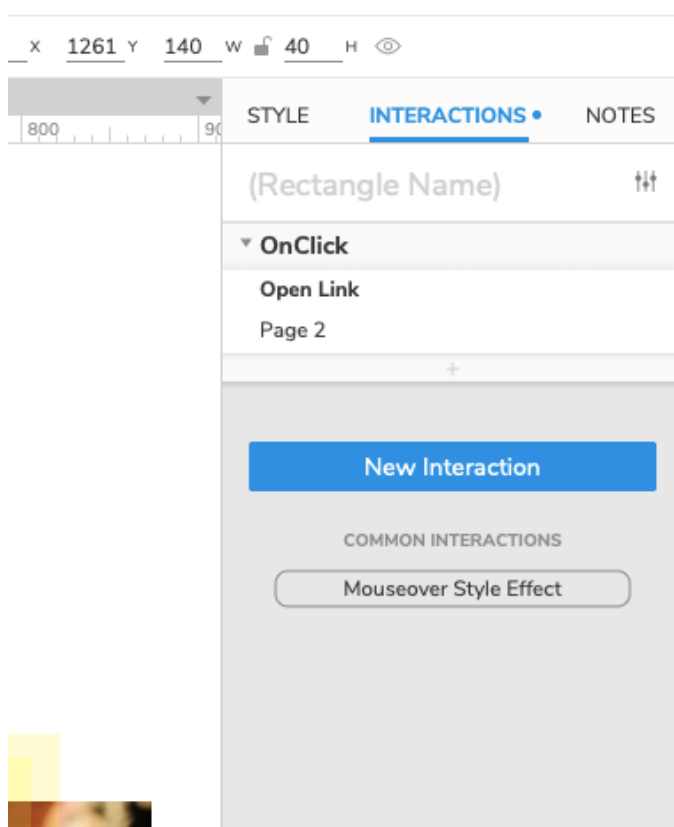 X 1261 Y 140 W 40 H
STYLE INTERACTIONS • NOTES
800
(Rectangle Name)
OnClick
Open Link
Page 2
+
New Interaction
COMMON INTERACTIONS
Mouseover Style Effect